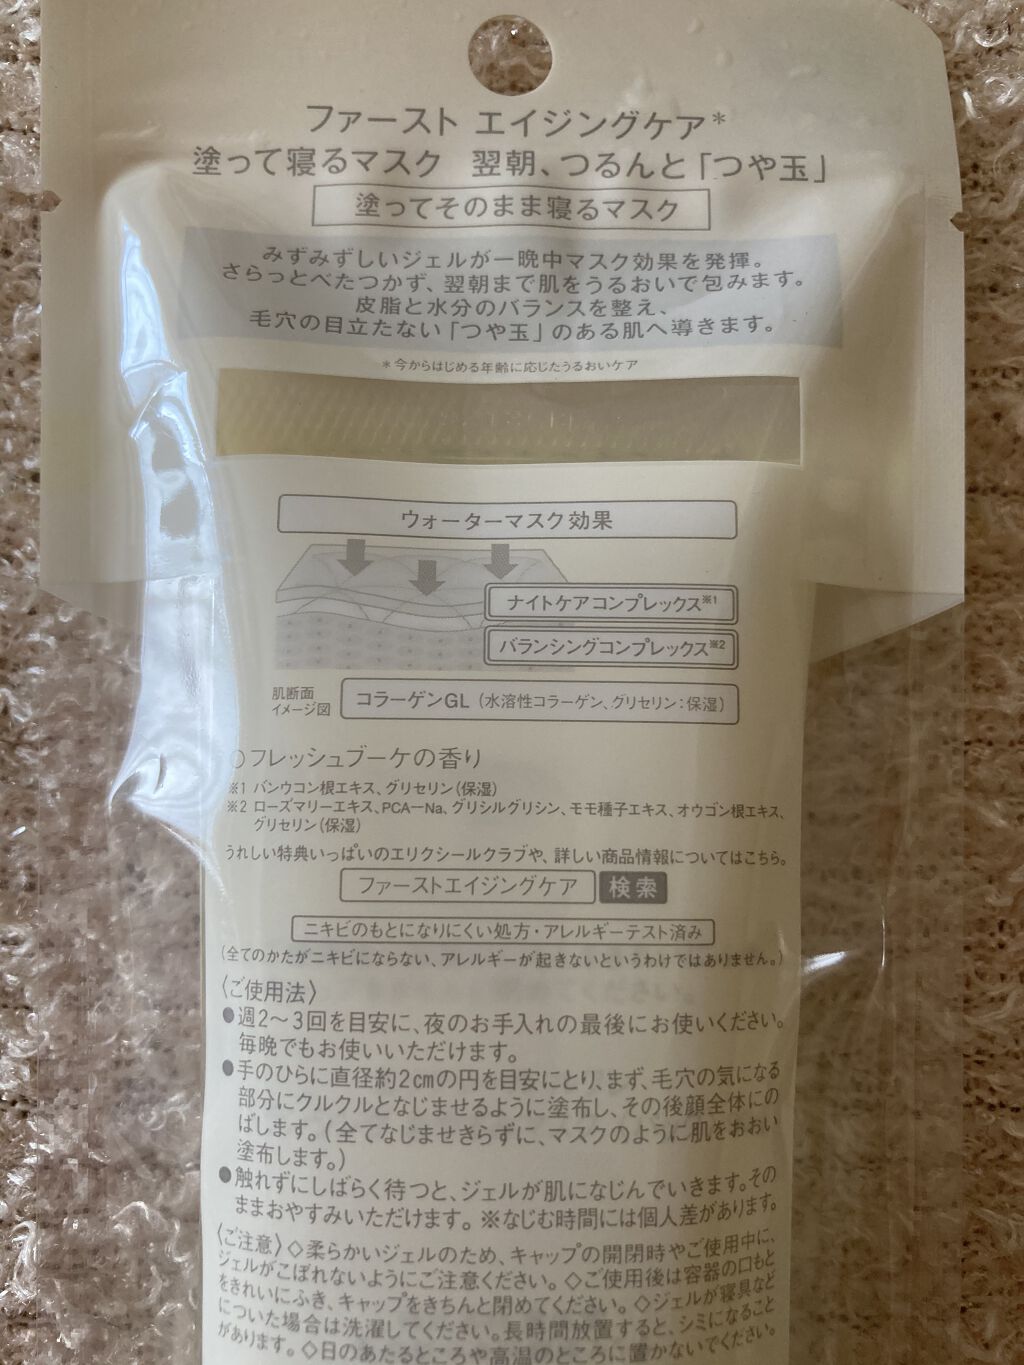 ファースト エイジングケア*
塗って寝るマスク 翌朝、つるんと「つや玉」
塗ってそのまま寝るマスク
みずみずしいジェルが一晩中マスク効果を発揮。
さらっとべたつかず、翌朝まで肌をうるおいで包みます。
皮脂と水分のバランスを整え、
毛穴の目立たない「つや玉」のある肌へ導きます。
*今からはじめる年齢に応じたうるおいケア
ウォーターマスク効果
ナイトケアコンプレックス※1
バランシングコンプレックス※2
肌断面
イメージ図
コラーゲンGL(水溶性コラーゲン、グリセリン:保湿)
○フレッシュブーケの香り
※1 バンウコン根エキス、グリセリン(保湿)
※2 ローズマリーエキス、PCAーNa、グリシルグリシン、モモ種子エキス、オウゴン根エキス、
グリセリン(保湿)
うれしい特典いっぱいのエリクシールクラブや、詳しい商品情報についてはこちら。
ファーストエイジングケア 検索
ニキビのもとになりにくい処方・アレルギーテスト済み
(全てのかたがニキビにならない、アレルギーが起きないというわけではありません。)
〈ご使用法〉
●週2〜3回を目安に、夜のお手入れの最後にお使いください。
毎晩でもお使いいただけます。
●手のひらに直径約2cmの円を目安にとり、まず、毛穴の気になる
部分にクルクルとなじませるように塗布し、その後顔全体にの
ばします。(全てなじませきらずに、マスクのように肌をおおい
塗布します。)
●触れずにしばらく待つと、ジェルが肌になじんでいきます。その
ままおやすみいただけます。※なじむ時間には個人差があります。
〈ご注意〉◇柔らかいジェルのため、キャップの開閉時やご使用中に、
ジェルがこぼれないようにご注意ください。◇ご使用後は容器の口もと
をきれいにふき、キャップをきちんと閉めてください。◇ジェルが寝具など
についた場合は洗濯してください。長時間放置すると、シミになること
があります。◇日のあたるところや高温のところに置かないでください。